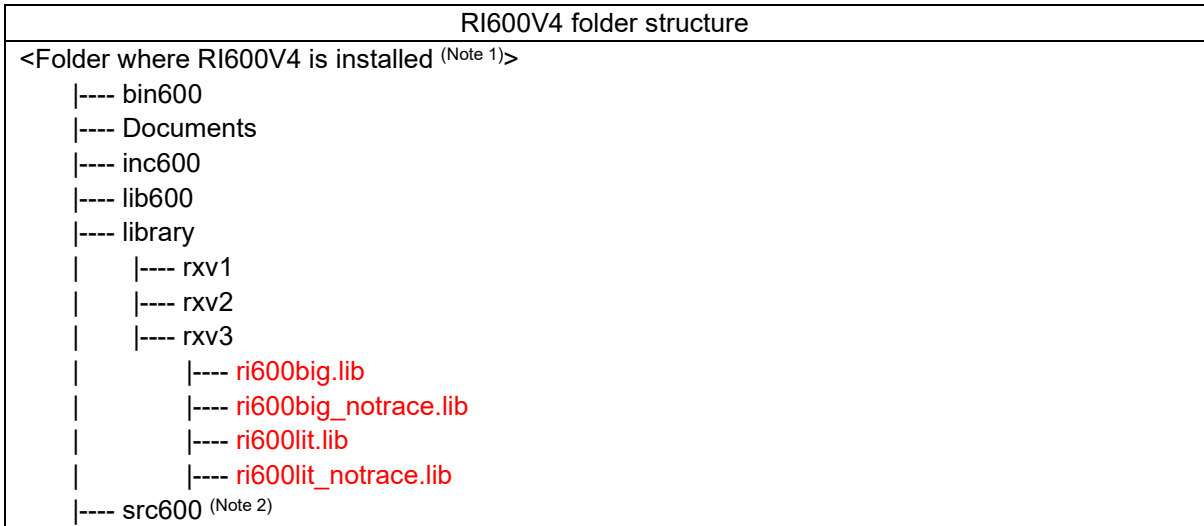 RI600V4 folder structure
<Folder where RI600V4 is installed (Note 1)>
|---- bin600
|---- Documents
|---- inc600
|---- lib600
|---- library
| |---- rxv1
| |---- rxv2
| |---- rxv3
| |---- ri600big.lib
| |---- ri600big_notrace.lib
| |---- ri600lit.lib
| |---- ri600lit_notrace.lib
|---- src600 (Note 2)